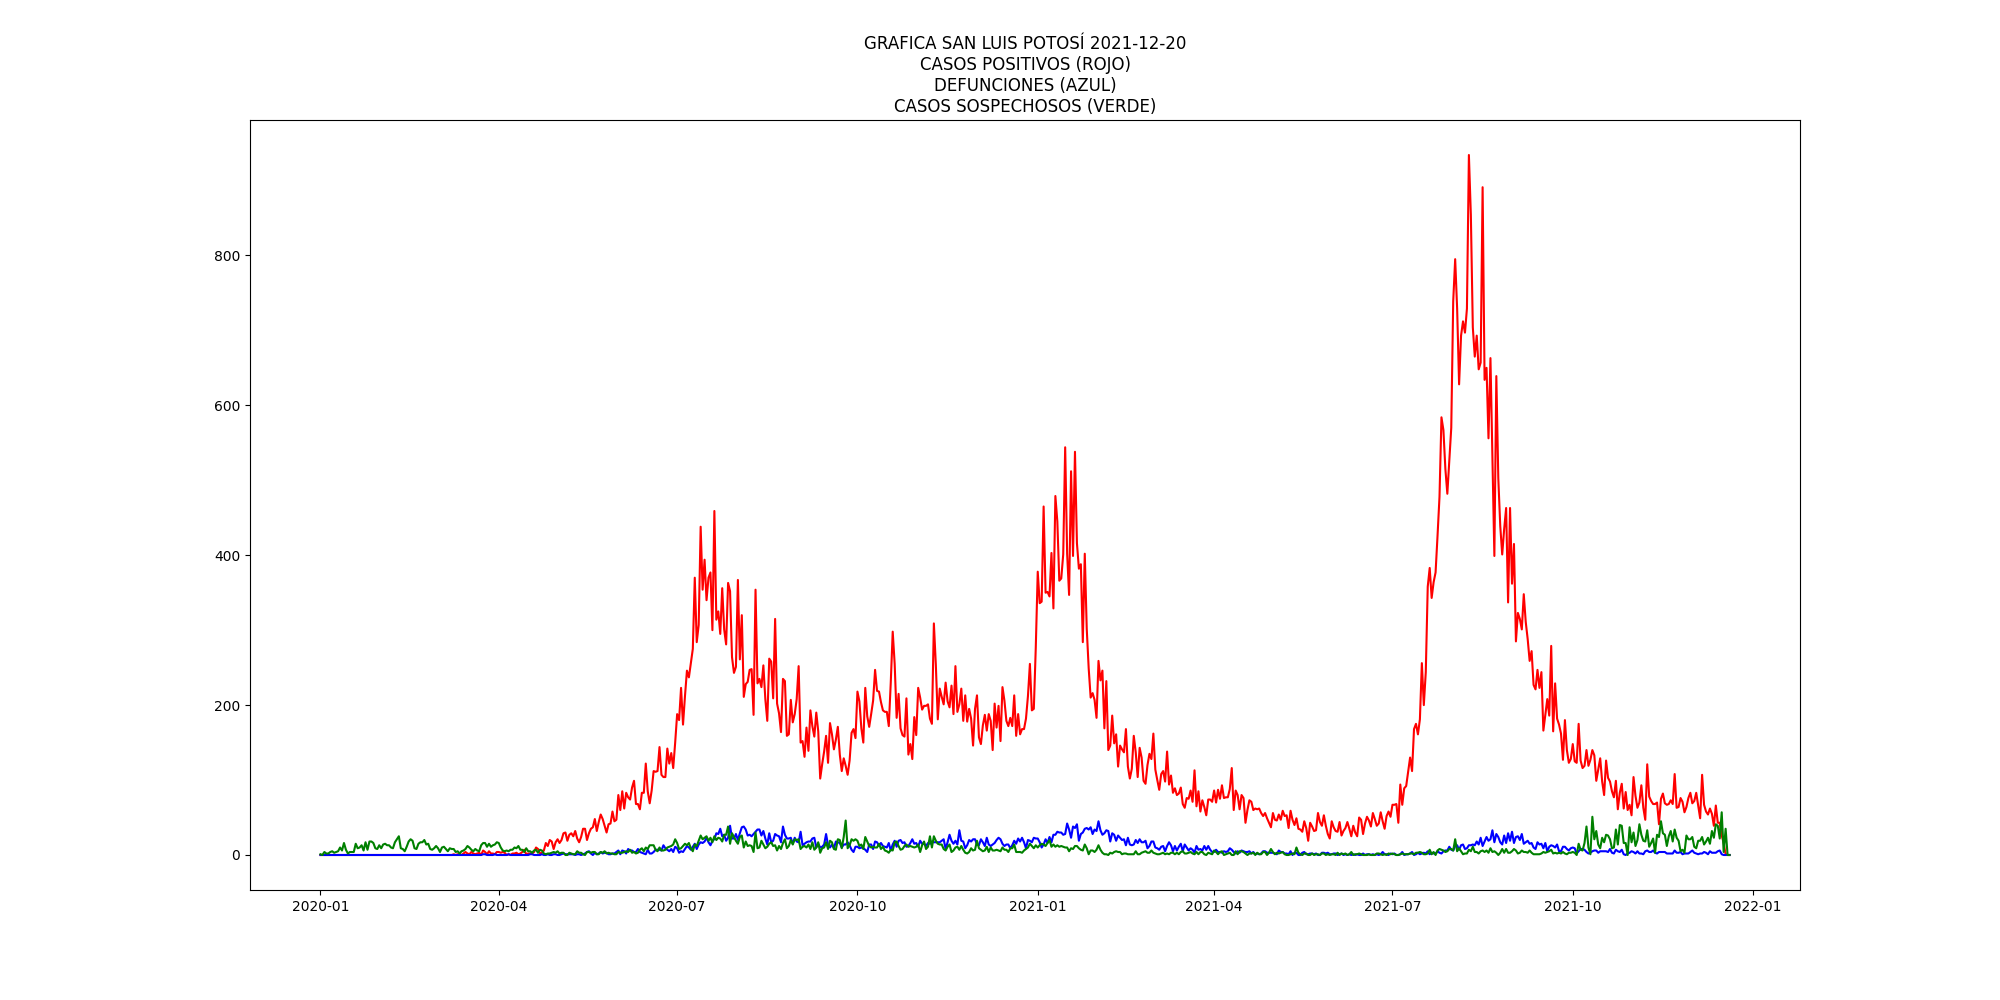 GRAFICA SAN LUIS POTOSÍ 2021-12-20
CASOS POSITIVOS (ROJO)
DEFUNCIONES (AZUL)
CASOS SOSPECHOSOS (VERDE)
800
600
400
200
0
2020-01 2020-04 2020-07 2020-10 2021-01 2021-04 2021-07 2021-10 2022-01